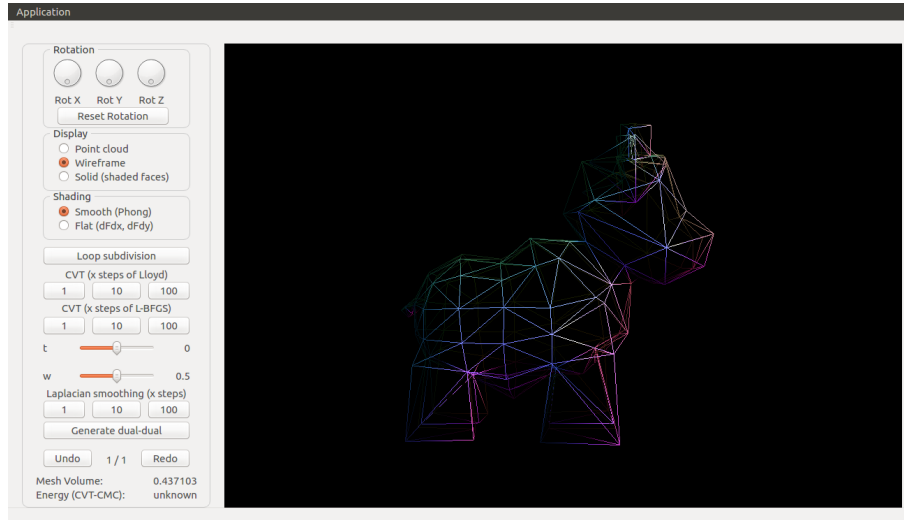 Application
Rotation
Rot X Rot Y Rot Z
Reset Rotation
Display
Point cloud
Wireframe
Solid (shaded faces)
Shading
Smooth (Phong)
Flat (dFdx, dFdy)
Loop subdivision
CVT (x steps of Lloyd)
1 10 100
CVT (x steps of L-BFGS)
1 10 100
t 0
w 0.5
Laplacian smoothing (x steps)
1 10 100
Generate dual-dual
Undo 1 / 1 Redo
Mesh Volume: 0.437103
Energy (CVT-CMC): unknown